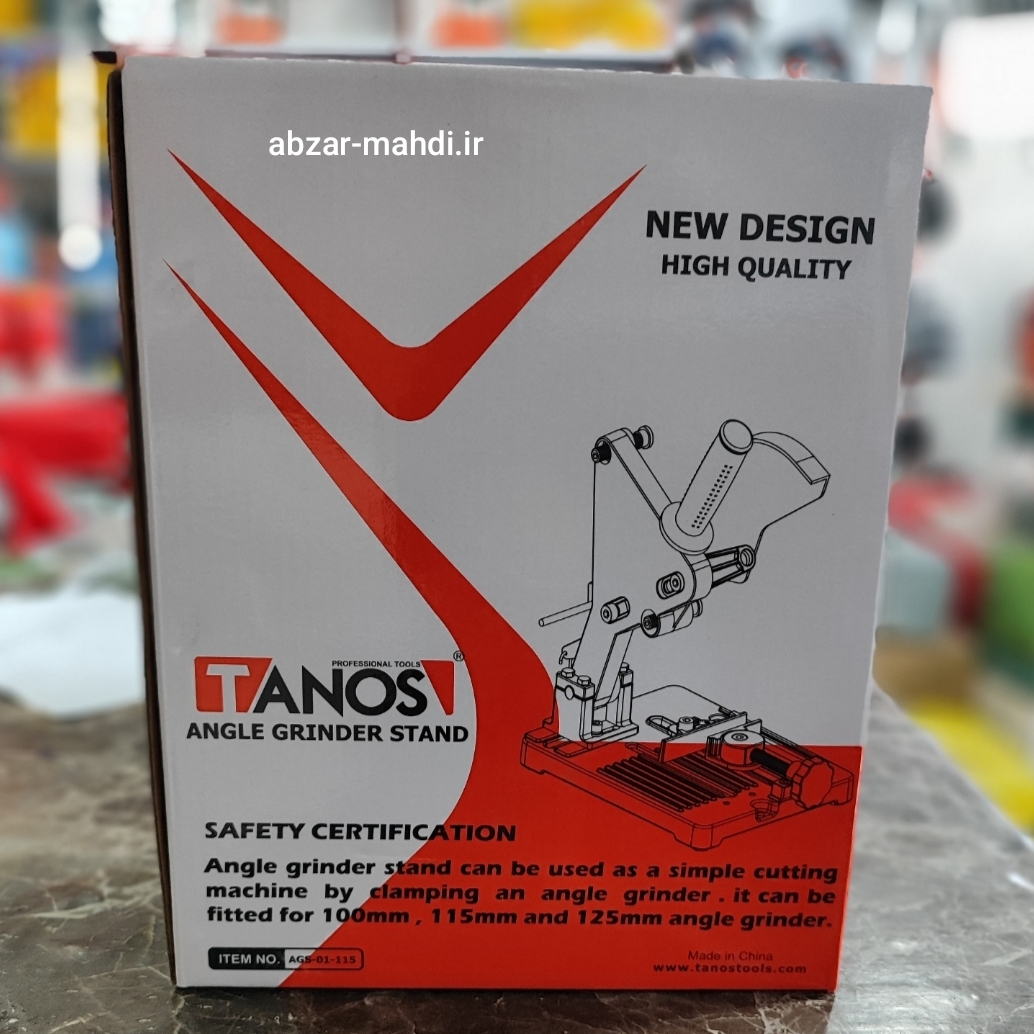 abzar-mahdi.ir
NEW DESIGN
HIGH QUALITY
PROFESSIONAL TOOLS
TANOS®
ANGLE GRINDER STAND
SAFETY CERTIFICATION
Angle grinder stand can be used as a simple cutting
machine by clamping an angle grinder . it can be
fitted for 100mm , 115mm and 125mm angle grinder.
ITEM NO. AGS-01-115
Made in China
www.tanostools.com